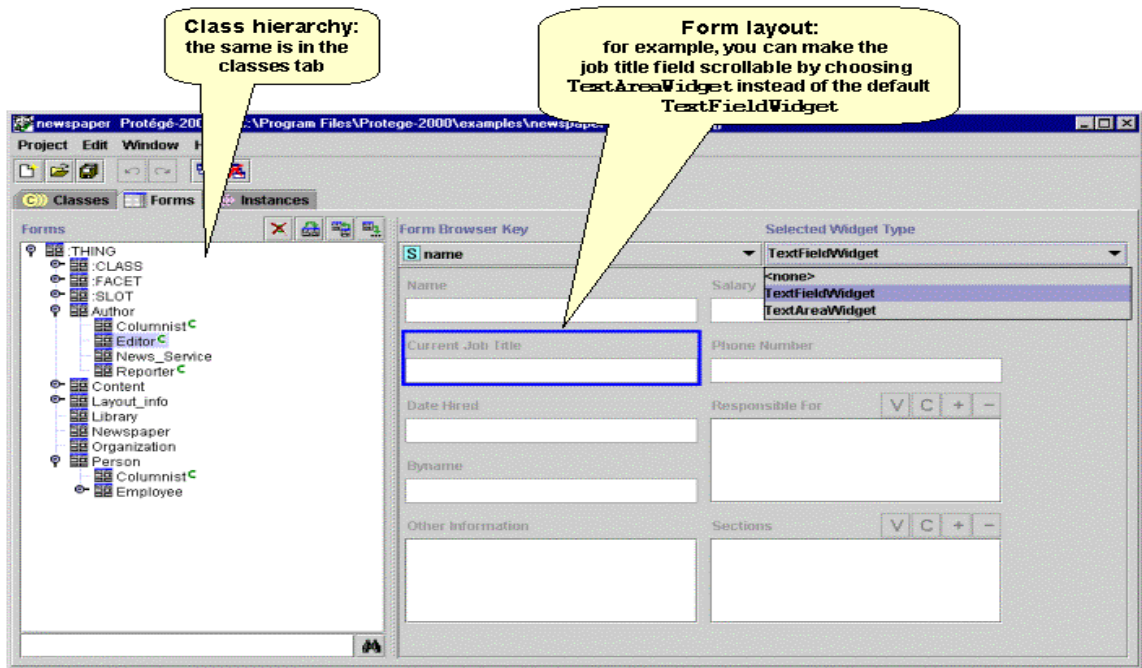 Class hierarchy:
the same is in the
classes tab
Form layout:
for example, you can make the
job title field scrollable by choosing
TextAreaWidget instead of the default
TextFieldWidget
newspaper Protégé-200 :\Program Files\Protege-2000\examples\newspaper
Project Edit Window H
Classes Forms Instances
Forms
Form Browser Key Selected Widget Type
S name TextFieldWidget
<none>
TextFieldWidget
TextAreaWidget
:THING
:CLASS
:FACET
:SLOT
Author
Columnist C
Editor C
News_Service
Reporter C
Content
Layout_info
Library
Newspaper
Organization
Person
Columnist C
Employee
Name Salary
Current Job Title Phone Number
Date Hired Responsible For V C + −
Byname
Other Information Sections V C + −